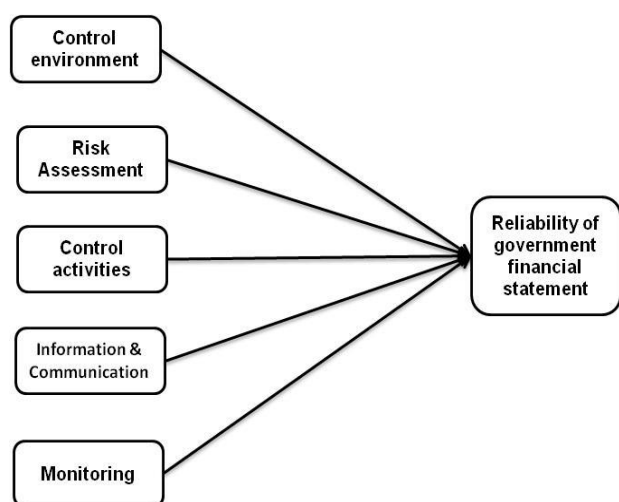 Control
environment
Risk
Assessment
Control
activities
Information &
Communication
Monitoring
Reliability of
government
financial
statement